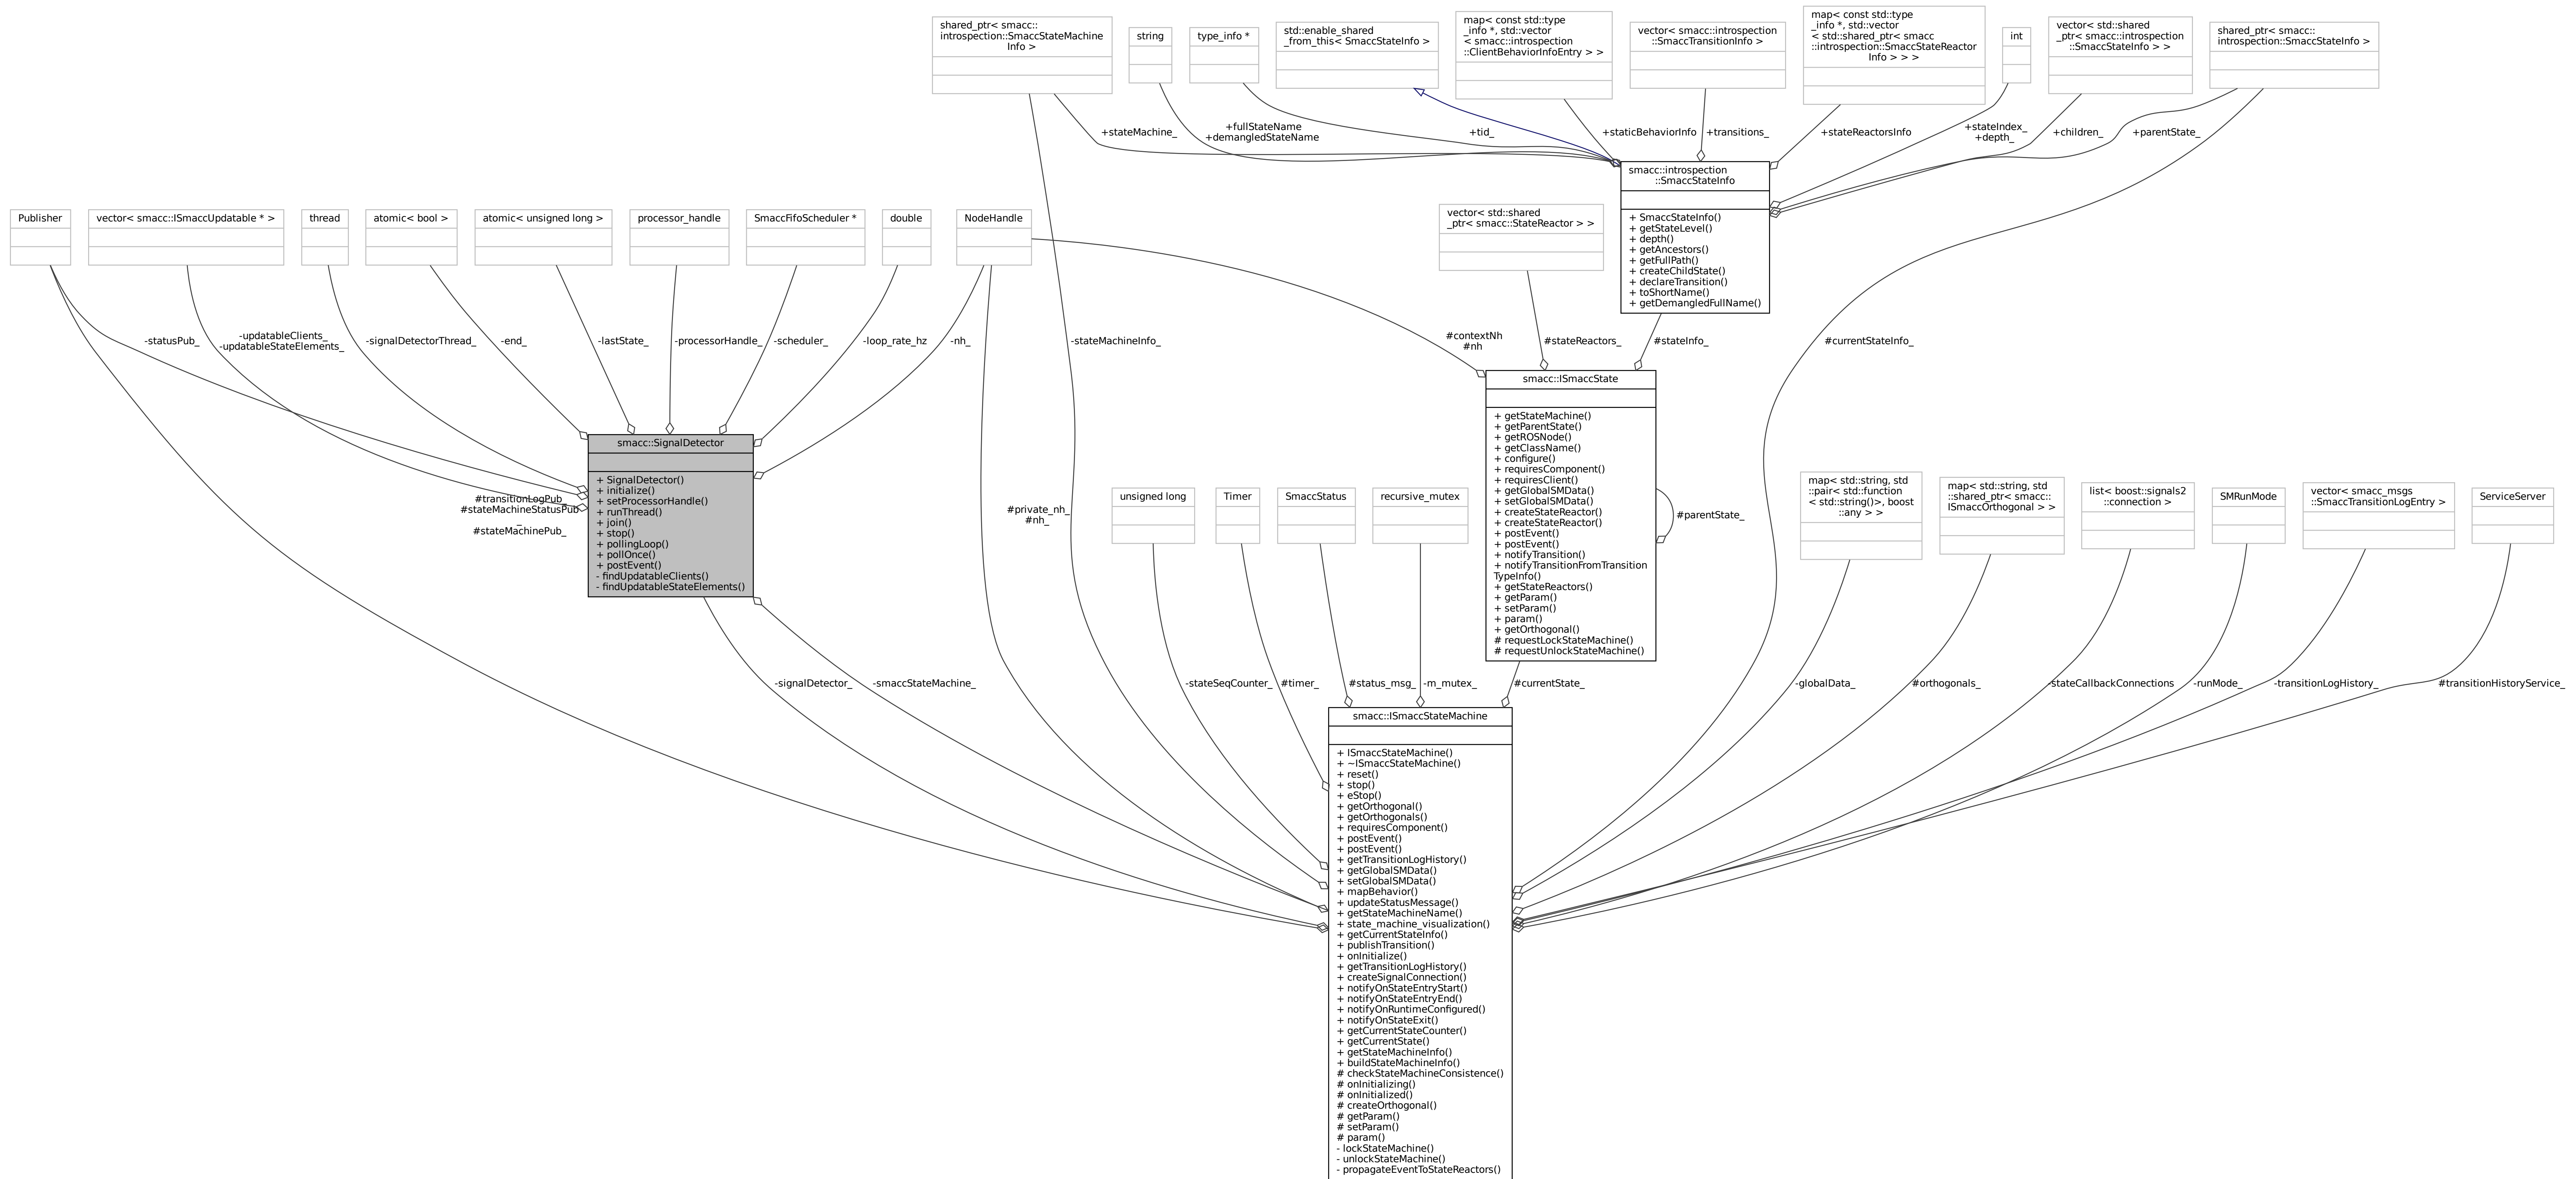 shared_ptr< smacc::
introspection::SmaccStateMachine
Info >
string
type_info *
std::enable_shared
_from_this< SmaccStateInfo >
map< const std::type
_info *, std::vector
< smacc::introspection
::ClientBehaviorInfoEntry > >
vector< smacc::introspection
::SmaccTransitionInfo >
map< const std::type
_info *, std::vector
< std::shared_ptr< smacc
::introspection::SmaccStateReactor
Info > > >
int
vector< std::shared
_ptr< smacc::introspection
::SmaccStateInfo > >
shared_ptr< smacc::
introspection::SmaccStateInfo >
+stateMachine_
+fullStateName
+demangledStateName
+tid_
+staticBehaviorInfo
+transitions_
+stateReactorsInfo
+stateIndex_
+depth_
+children_
+parentState_
smacc::introspection
::SmaccStateInfo
+ SmaccStateInfo()
+ getStateLevel()
+ depth()
+ getAncestors()
+ getFullPath()
+ createChildState()
+ declareTransition()
+ toShortName()
+ getDemangledFullName()
Publisher
vector< smacc::ISmaccUpdatable * >
thread
atomic< bool >
atomic< unsigned long >
processor_handle
SmaccFifoScheduler *
double
NodeHandle
vector< std::shared
_ptr< smacc::StateReactor > >
-statusPub_
-updatableClients_
-updatableStateElements_
-signalDetectorThread_
-end_
-lastState_
-processorHandle_
-scheduler_
-loop_rate_hz
-nh_
-stateMachineInfo_
#contextNh
#nh
#stateReactors_
#stateInfo_
#currentStateInfo_
smacc::ISmaccState
+ getStateMachine()
+ getParentState()
+ getROSNode()
+ getClassName()
+ configure()
+ requiresComponent()
+ requiresClient()
+ getGlobalSMData()
+ setGlobalSMData()
+ createStateReactor()
+ createStateReactor()
+ postEvent()
+ postEvent()
+ notifyTransition()
+ notifyTransitionFromTransition
TypeInfo()
+ getStateReactors()
+ getParam()
+ setParam()
+ param()
+ getOrthogonal()
# requestLockStateMachine()
# requestUnlockStateMachine()
#parentState_
smacc::SignalDetector
+ SignalDetector()
+ initialize()
+ setProcessorHandle()
+ runThread()
+ join()
+ stop()
+ pollingLoop()
+ pollOnce()
+ postEvent()
- findUpdatableClients()
- findUpdatableStateElements()
#transitionLogPub_
#stateMachineStatusPub
_
#stateMachinePub_
#private_nh_
#nh_
unsigned long
Timer
SmaccStatus
recursive_mutex
map< std::string, std
::pair< std::function
< std::string()>, boost
::any > >
map< std::string, std
::shared_ptr< smacc::
ISmaccOrthogonal > >
list< boost::signals2
::connection >
SMRunMode
vector< smacc_msgs
::SmaccTransitionLogEntry >
ServiceServer
-signalDetector_
-smaccStateMachine_
-stateSeqCounter_
#timer_
#status_msg_
-m_mutex_
#currentState_
-globalData_
#orthogonals_
-stateCallbackConnections
-runMode_
-transitionLogHistory_
#transitionHistoryService_
smacc::ISmaccStateMachine
+ ISmaccStateMachine()
+ ~ISmaccStateMachine()
+ reset()
+ stop()
+ eStop()
+ getOrthogonal()
+ getOrthogonals()
+ requiresComponent()
+ postEvent()
+ postEvent()
+ getTransitionLogHistory()
+ getGlobalSMData()
+ setGlobalSMData()
+ mapBehavior()
+ updateStatusMessage()
+ getStateMachineName()
+ state_machine_visualization()
+ getCurrentStateInfo()
+ publishTransition()
+ onInitialize()
+ getTransitionLogHistory()
+ createSignalConnection()
+ notifyOnStateEntryStart()
+ notifyOnStateEntryEnd()
+ notifyOnRuntimeConfigured()
+ notifyOnStateExit()
+ getCurrentStateCounter()
+ getCurrentState()
+ getStateMachineInfo()
+ buildStateMachineInfo()
# checkStateMachineConsistence()
# onInitializing()
# onInitialized()
# createOrthogonal()
# getParam()
# setParam()
# param()
- lockStateMachine()
- unlockStateMachine()
- propagateEventToStateReactors()